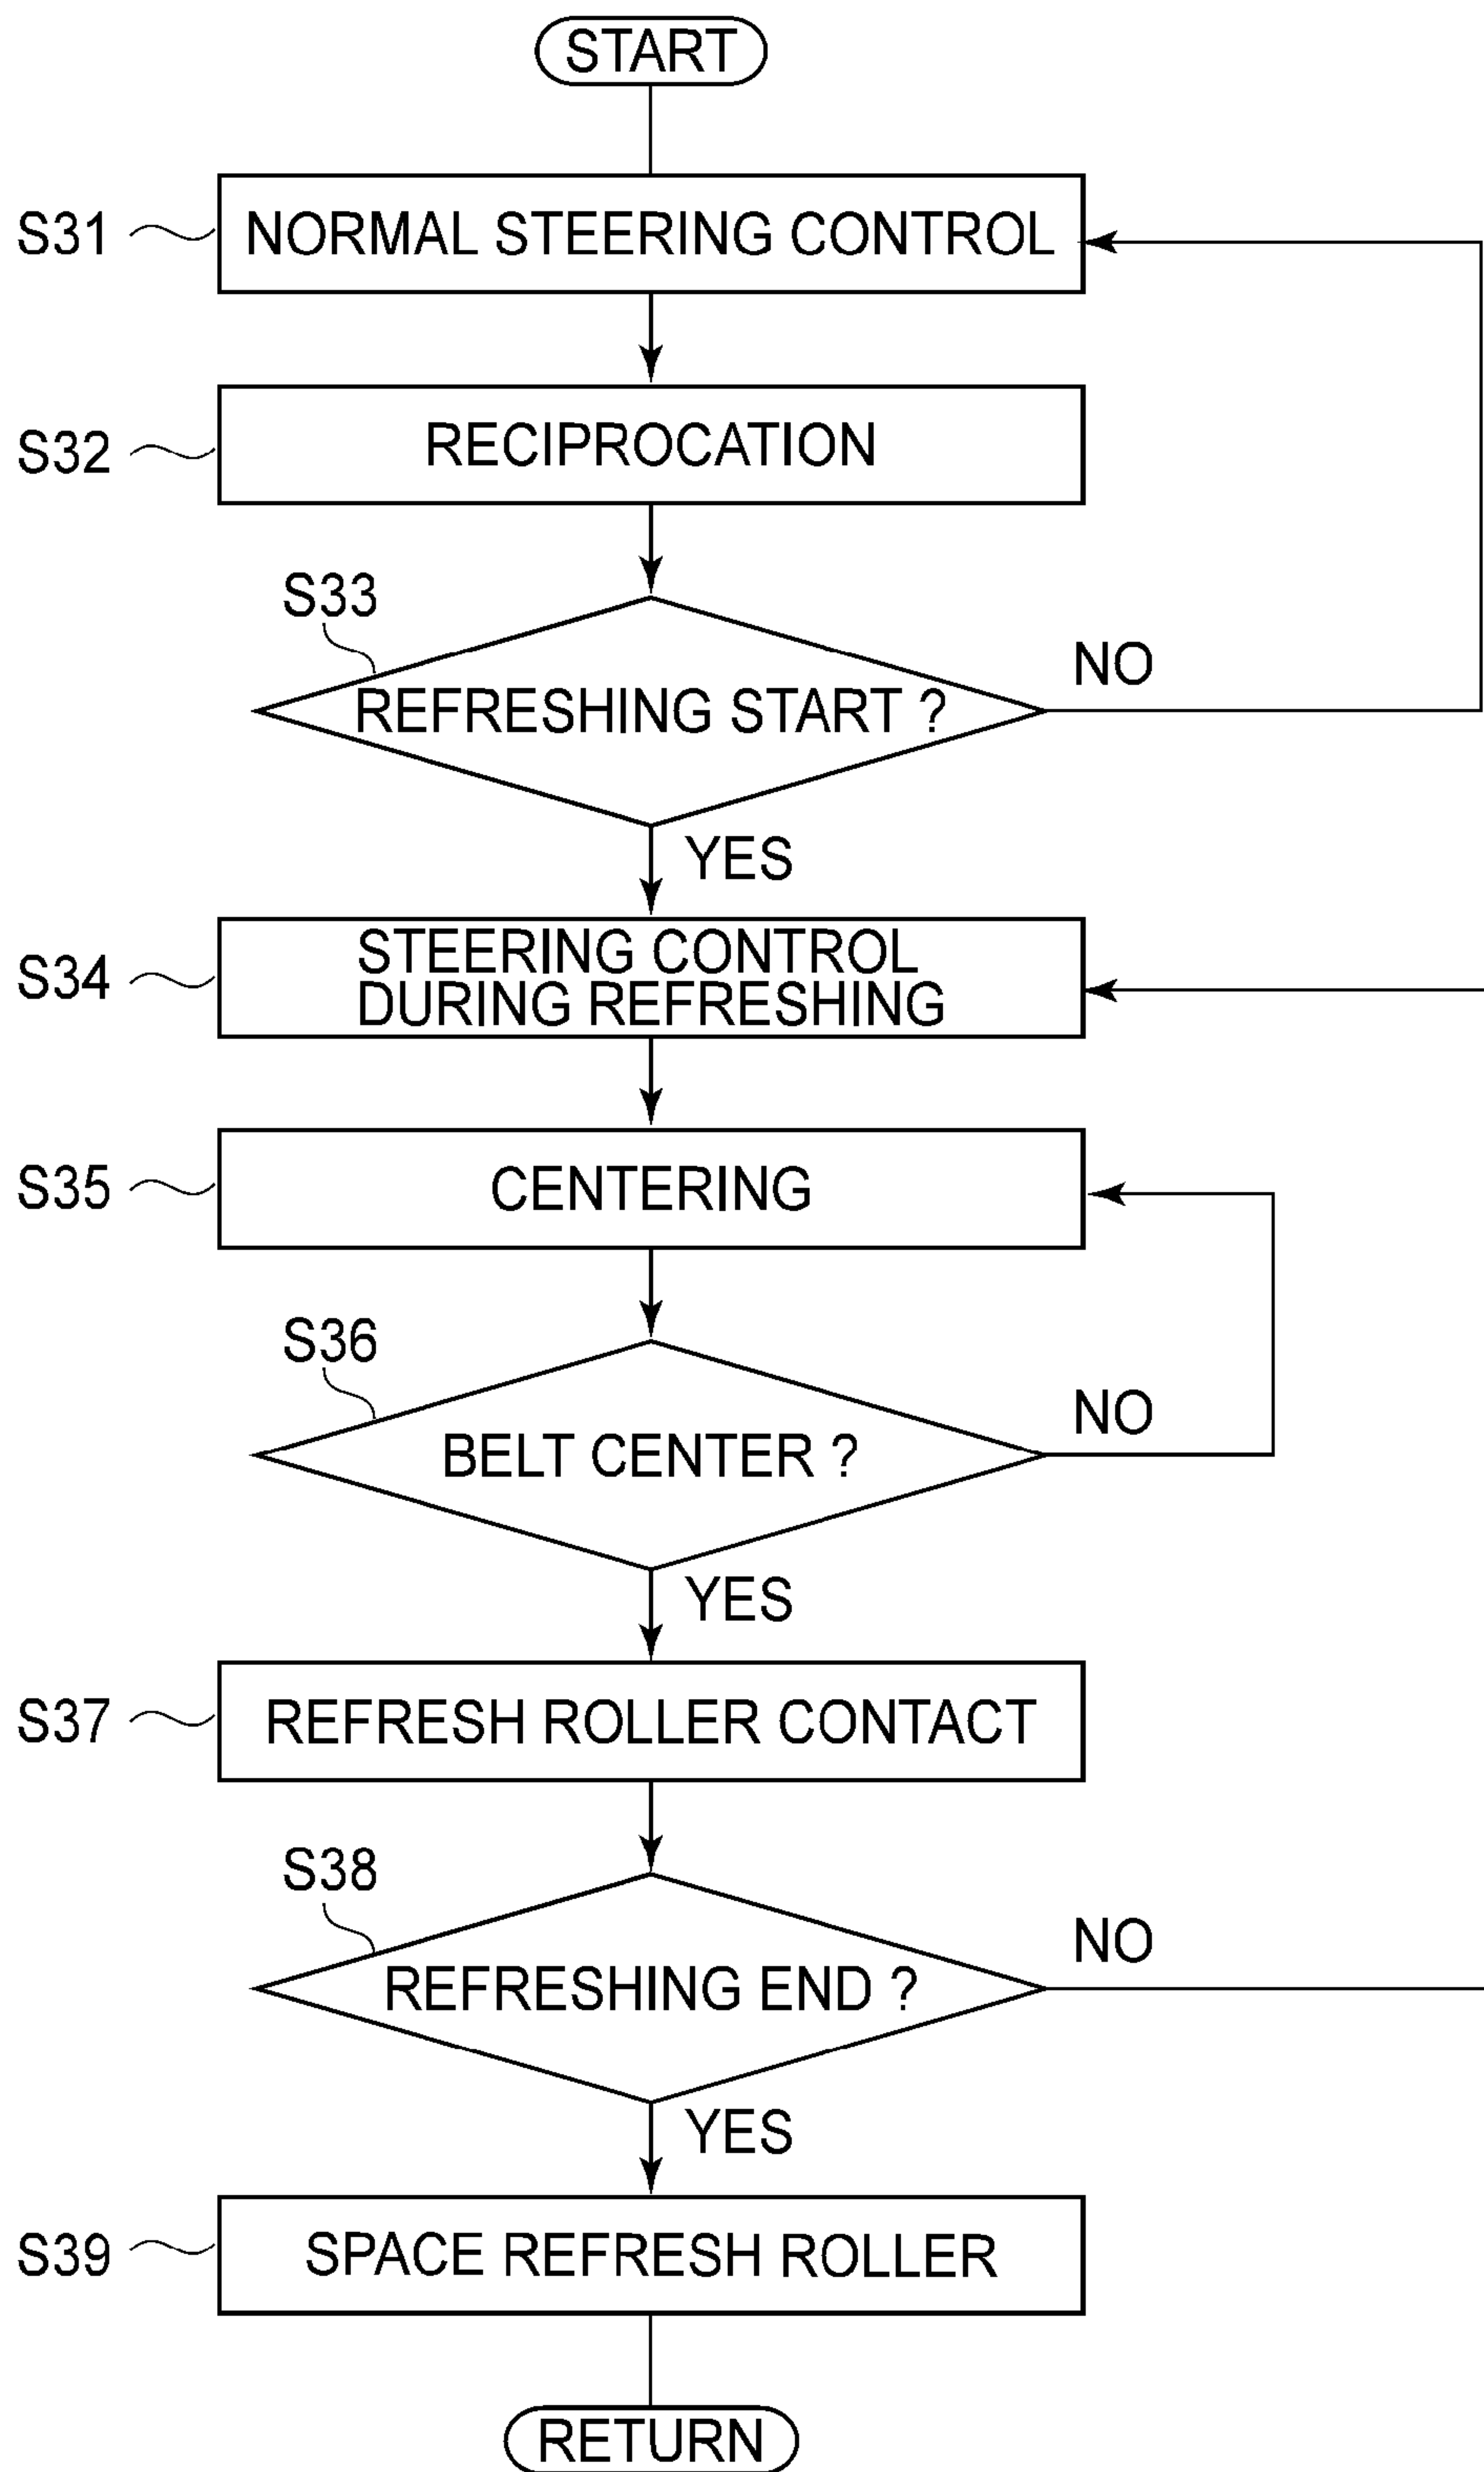 START
S31
NORMAL STEERING CONTROL
S32
RECIPROCATION
S33
REFRESHING START ?
NO
YES
S34
STEERING CONTROL
DURING REFRESHING
S35
CENTERING
S36
BELT CENTER ?
NO
YES
S37
REFRESH ROLLER CONTACT
S38
REFRESHING END ?
NO
YES
S39
SPACE REFRESH ROLLER
RETURN